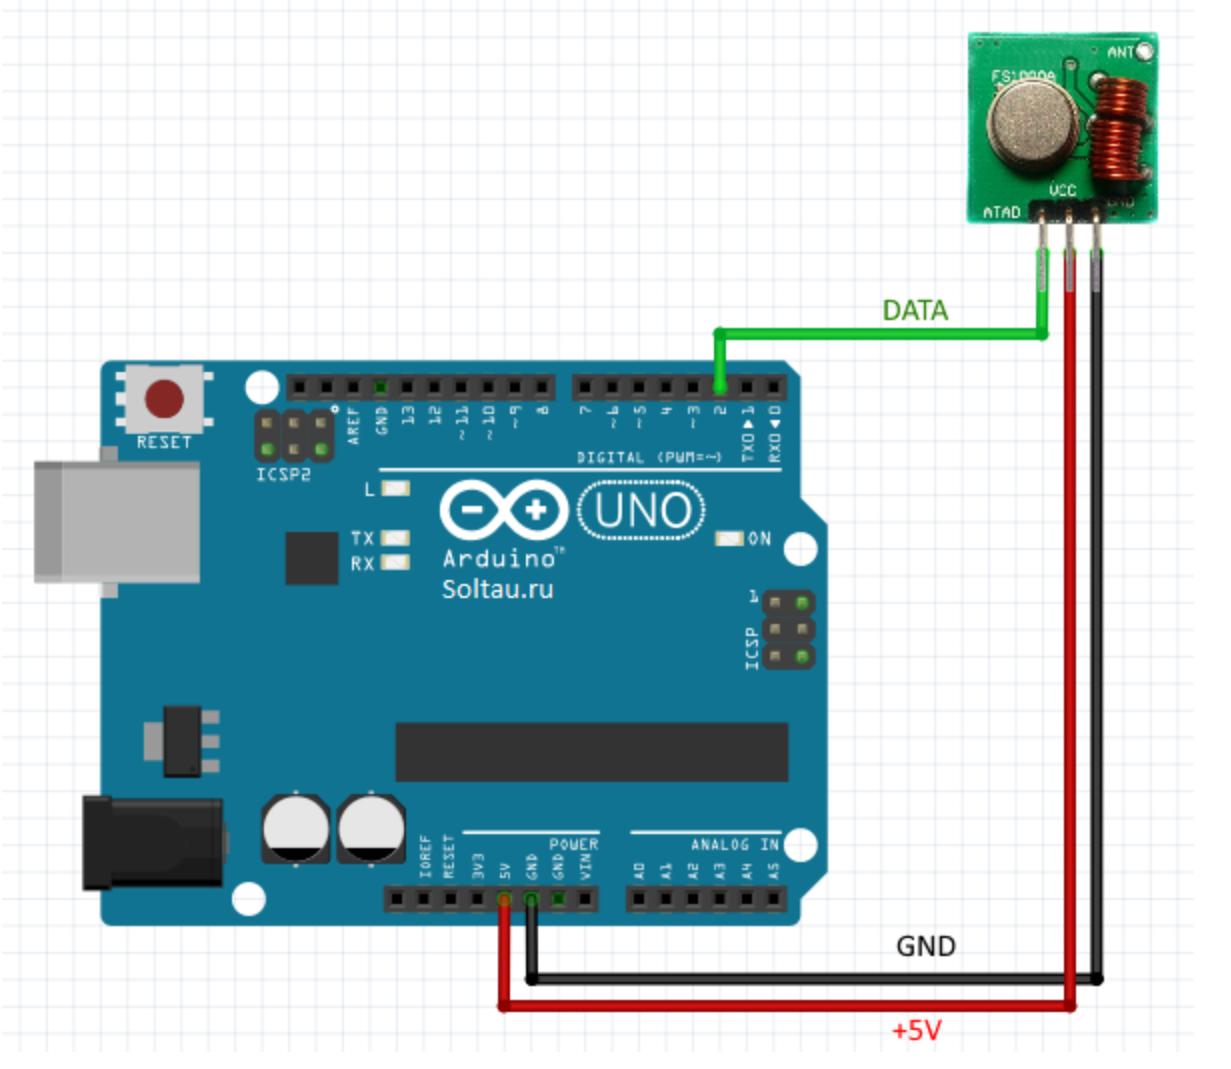 ANT
FS1000A
VCC
ATAD
GND
DATA
RESET
ICSP2
AREF
GND
13
12
~11
~10
~9
8
7
~6
~5
4
~3
2
TX0▶1
RX0◀0
DIGITAL (PWM=~)
L
TX
RX
UNO
ON
Arduino™
Soltau.ru
1
ICSP
POWER
ANALOG IN
IOREF
RESET
3V3
5V
GND
GND
VIN
A0
A1
A2
A3
A4
A5
GND
+5V